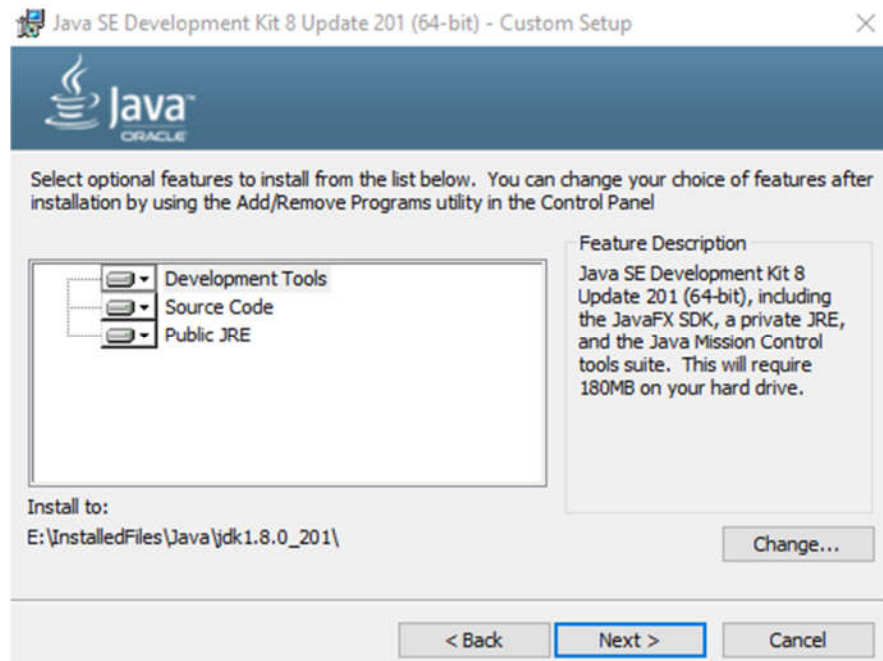 Java SE Development Kit 8 Update 201 (64-bit) - Custom Setup
Java™
ORACLE
Select optional features to install from the list below. You can change your choice of features after
installation by using the Add/Remove Programs utility in the Control Panel
Development Tools
Source Code
Public JRE
Feature Description
Java SE Development Kit 8
Update 201 (64-bit), including
the JavaFX SDK, a private JRE,
and the Java Mission Control
tools suite. This will require
180MB on your hard drive.
Install to:
E:\InstalledFiles\Java\jdk1.8.0_201\
Change...
< Back
Next >
Cancel